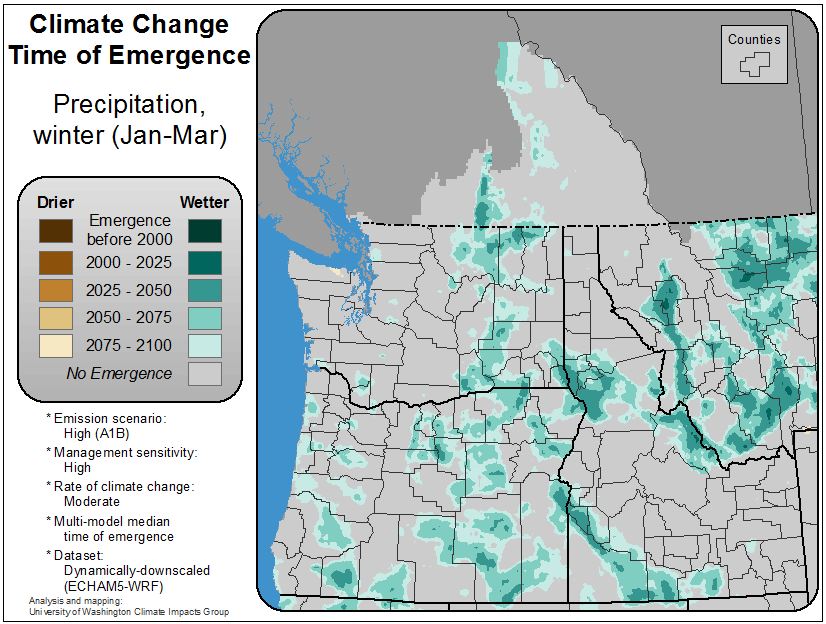 Climate Change
Time of Emergence
Precipitation,
winter (Jan-Mar)
Drier
Wetter
Emergence
before 2000
2000 - 2025
2025 - 2050
2050 - 2075
2075 - 2100
No Emergence
* Emission scenario:
High (A1B)
* Management sensitivity:
High
* Rate of climate change:
Moderate
* Multi-model median
time of emergence
* Dataset:
Dynamically-downscaled
(ECHAM5-WRF)
Analysis and mapping:
University of Washington Climate Impacts Group
Counties